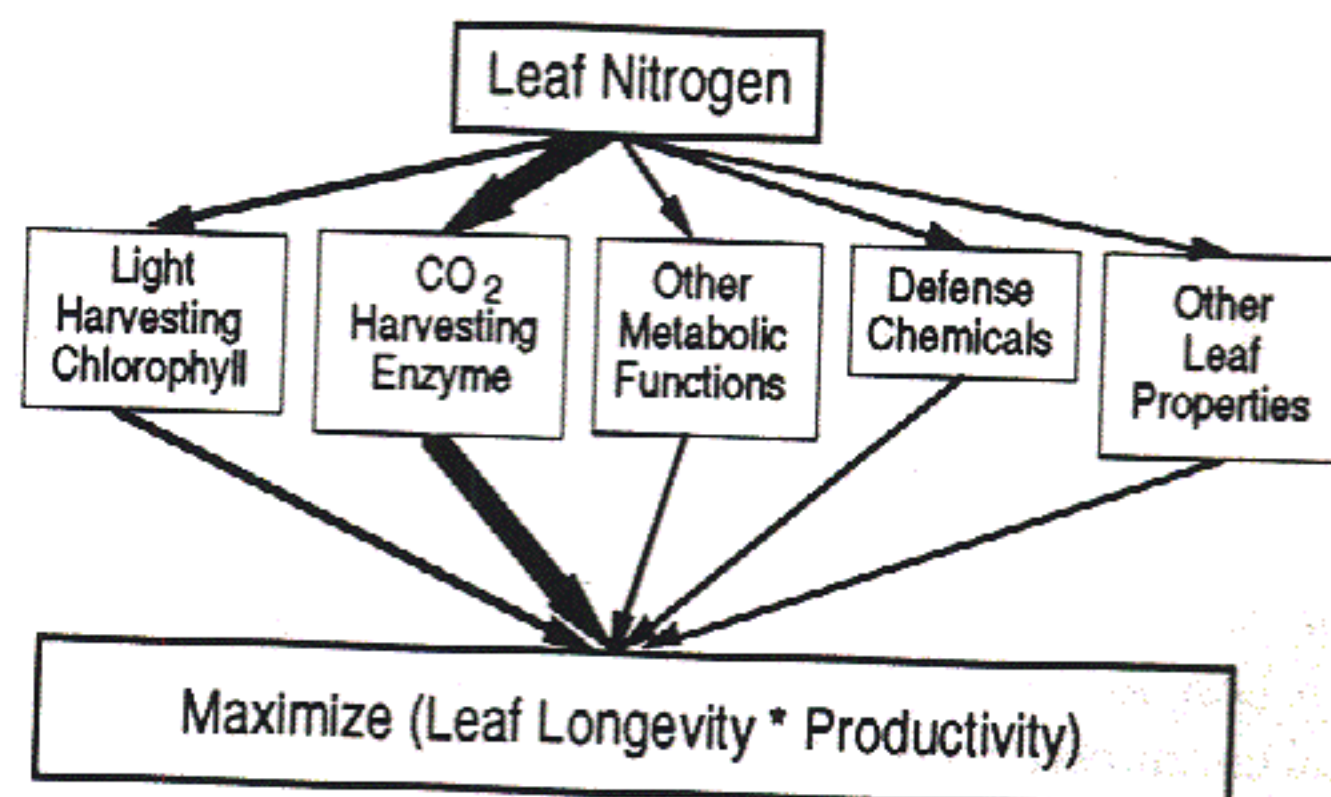 Leaf Nitrogen
Light
Harvesting
Chlorophyll
CO2
Harvesting
Enzyme
Other
Metabolic
Functions
Defense
Chemicals
Other
Leaf
Properties
Maximize (Leaf Longevity * Productivity)